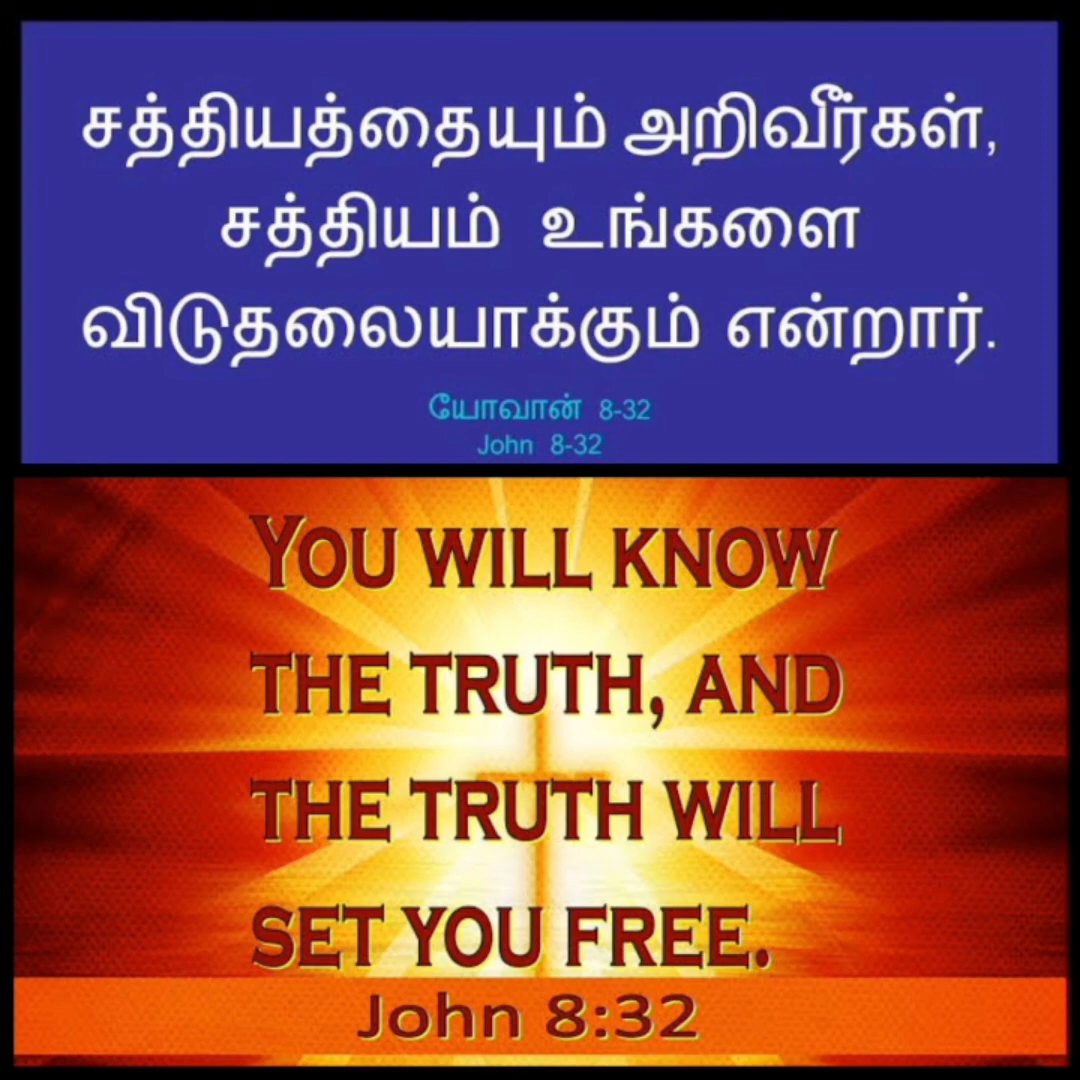 சத்தியத்தையும் அறிவீர்கள்,
சத்தியம் உங்களை
விடுதலையாக்கும் என்றார்.
யோவான் 8-32
John 8-32
YOU WILL KNOW
THE TRUTH, AND
THE TRUTH WILL
SET YOU FREE.
John 8:32